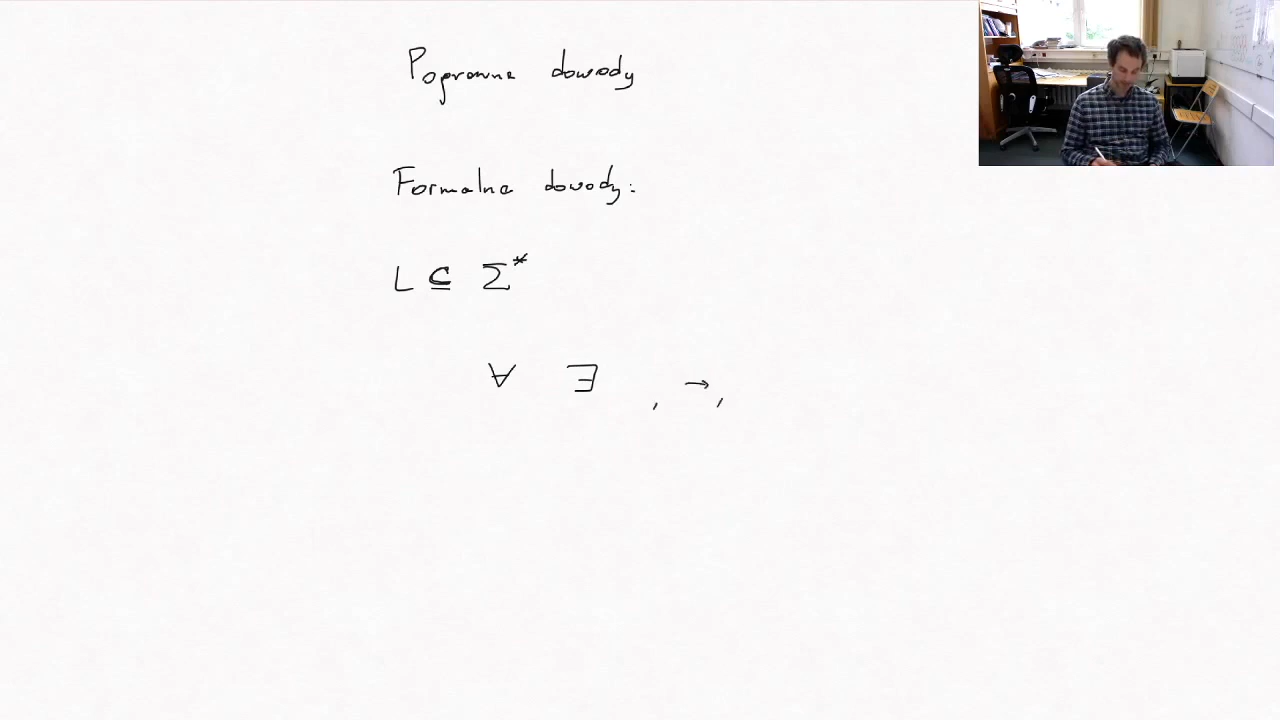 Poprawne dowody
Formalne dowody:
L ⊆ Σ*
∀ ∃ , → ,